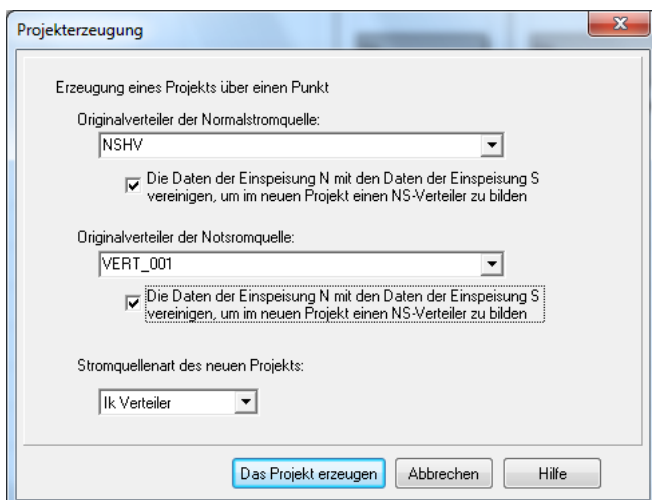 Projekterzeugung
Erzeugung eines Projekts über einen Punkt
Originalverteiler der Normalstromquelle:
NSHV
Die Daten der Einspeisung N mit den Daten der Einspeisung S
vereinigen, um im neuen Projekt einen NS-Verteiler zu bilden
Originalverteiler der Notsromquelle:
VERT_001
Die Daten der Einspeisung N mit den Daten der Einspeisung S
vereinigen, um im neuen Projekt einen NS-Verteiler zu bilden
Stromquellenart des neuen Projekts:
Ik Verteiler
Das Projekt erzeugen Abbrechen Hilfe